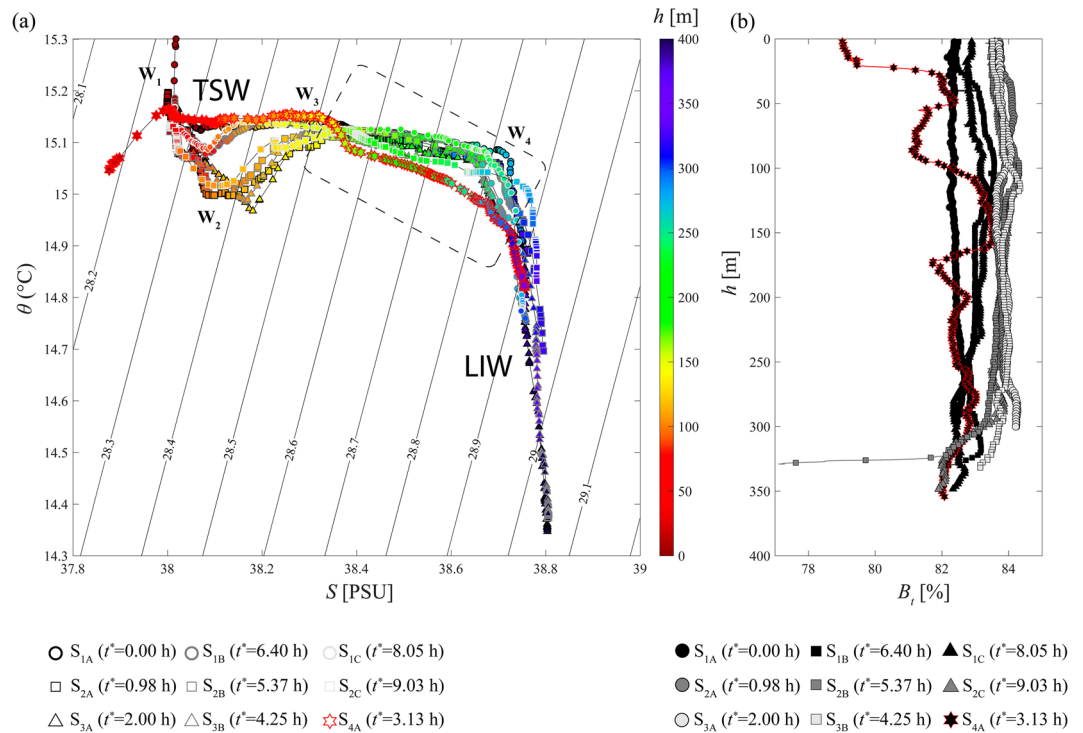 (a)
h [m]
(b)
15.3
15.2
15.1
15
14.9
14.8
14.7
14.6
14.5
14.4
14.3
θ (°C)
37.8
38
38.2
38.4
38.6
38.8
39
S [PSU]
W1
TSW
W3
W4
W2
LIW
28.1
28.2
28.3
28.4
28.5
28.6
28.7
28.8
28.9
29.1
400
350
300
250
200
150
100
50
0
0
50
100
150
200
250
300
350
400
h [m]
78
80
82
84
Bt [%]
S1A (t*=0.00 h) S1B (t*=6.40 h) S1C (t*=8.05 h)
S2A (t*=0.98 h) S2B (t*=5.37 h) S2C (t*=9.03 h)
S3A (t*=2.00 h) S3B (t*=4.25 h) S4A (t*=3.13 h)
S1A (t*=0.00 h) S1B (t*=6.40 h) S1C (t*=8.05 h)
S2A (t*=0.98 h) S2B (t*=5.37 h) S2C (t*=9.03 h)
S3A (t*=2.00 h) S3B (t*=4.25 h) S4A (t*=3.13 h)